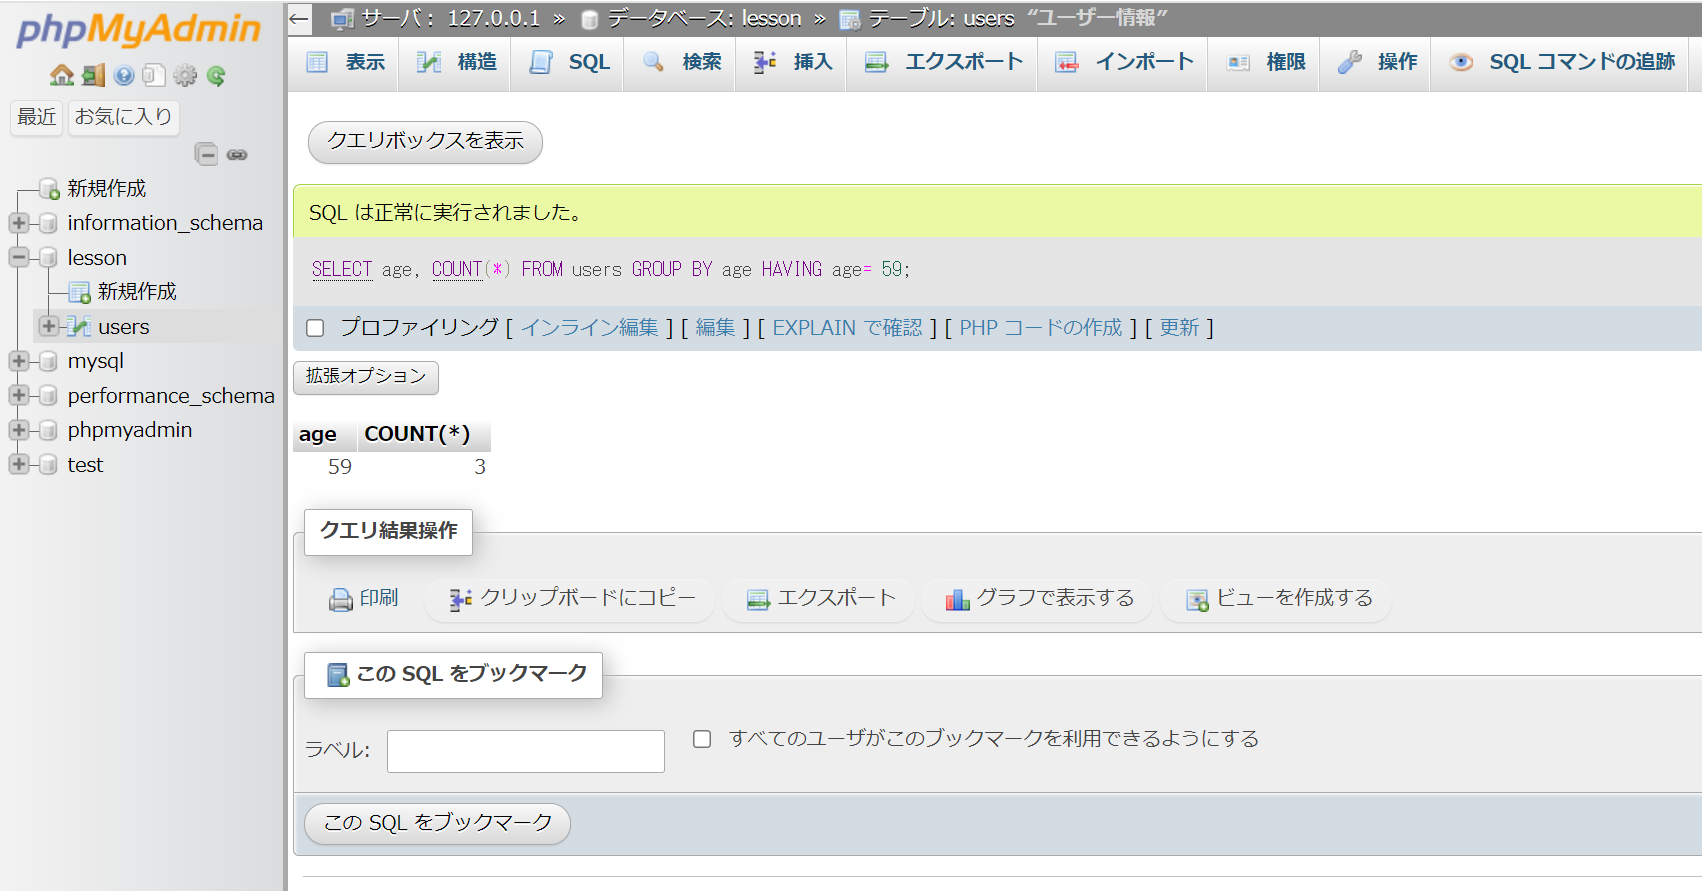 phpMyAdmin
最近 お気に入り
新規作成
information_schema
lesson
新規作成
users
mysql
performance_schema
phpmyadmin
test
サーバ: 127.0.0.1 » データベース: lesson » テーブル: users “ユーザー情報”
表示 構造 SQL 検索 挿入 エクスポート インポート 権限 操作 SQL コマンドの追跡
クエリボックスを表示
SQL は正常に実行されました。
SELECT age, COUNT(*) FROM users GROUP BY age HAVING age= 59;
プロファイリング [ インライン編集 ] [ 編集 ] [ EXPLAIN で確認 ] [ PHP コードの作成 ] [ 更新 ]
拡張オプション
age COUNT(*)
59 3
クエリ結果操作
印刷 クリップボードにコピー エクスポート グラフで表示する ビューを作成する
この SQL をブックマーク
ラベル: すべてのユーザがこのブックマークを利用できるようにする
この SQL をブックマーク